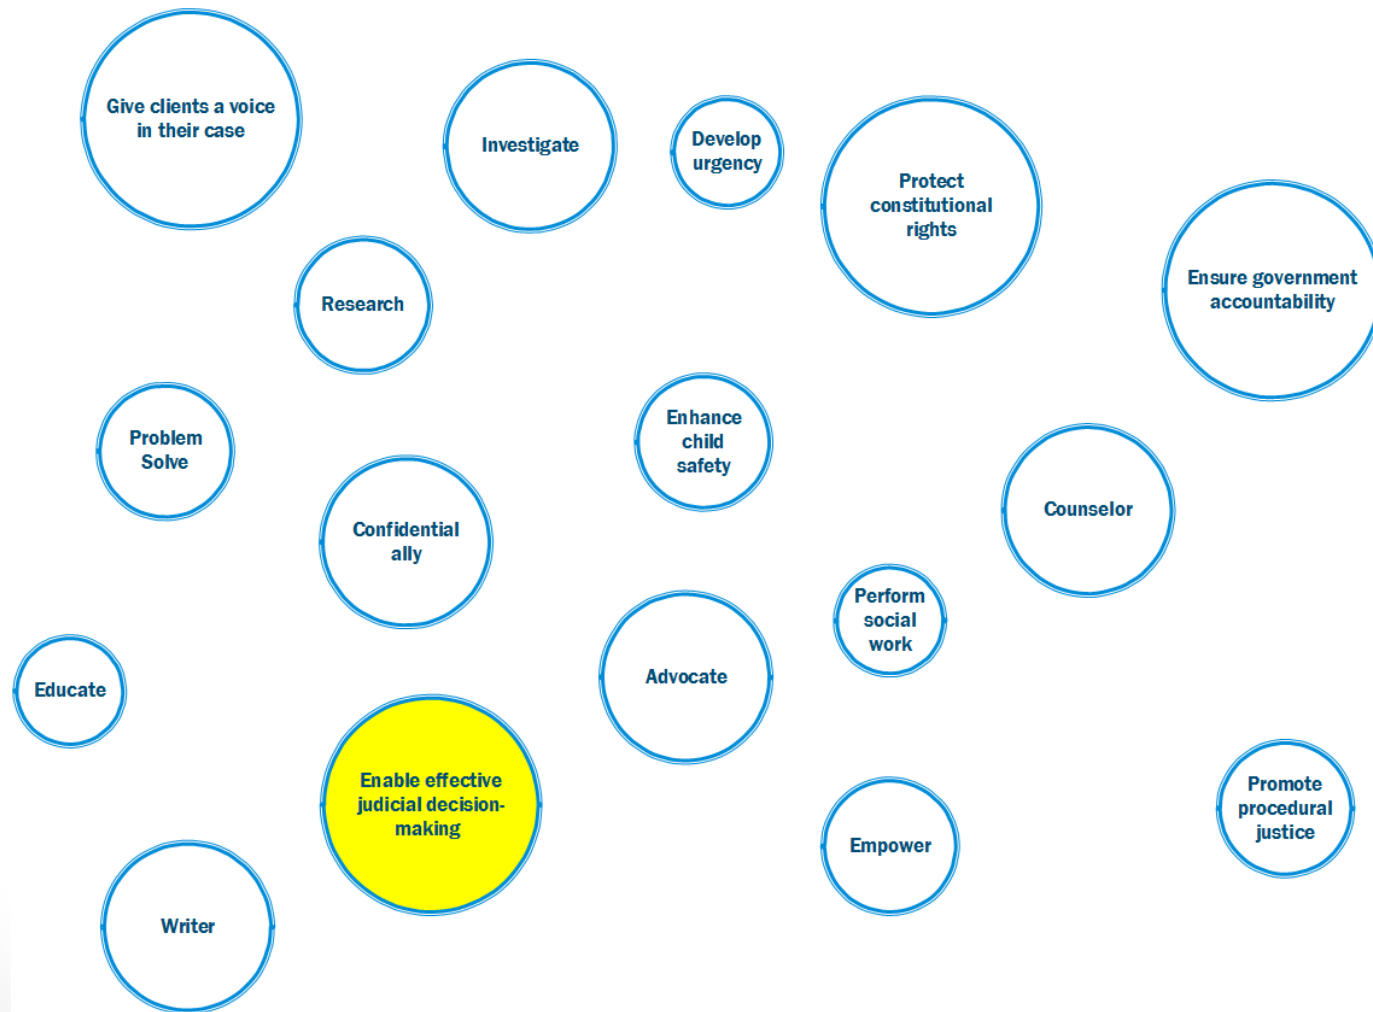 Give clients a voice
in their case
Investigate
Develop
urgency
Protect
constitutional
rights
Ensure government
accountability
Research
Problem
Solve
Enhance
child
safety
Confidential
ally
Counselor
Perform
social
work
Educate
Advocate
Enable effective
judicial decision-
making
Empower
Promote
procedural
justice
Writer